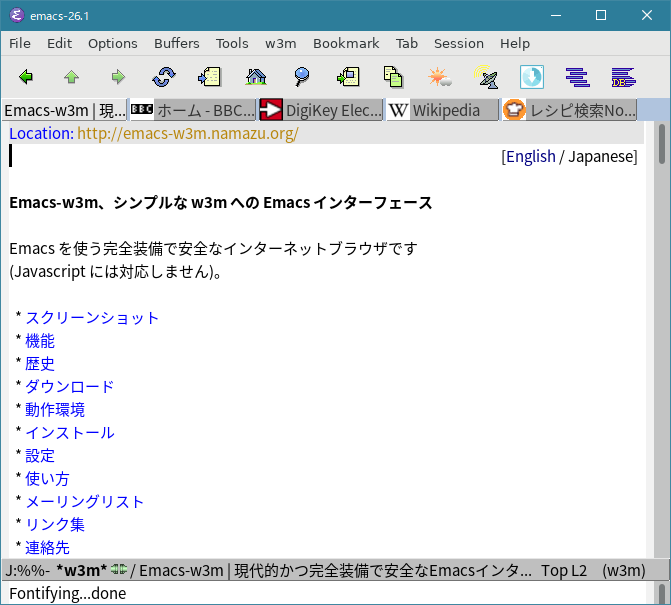 emacs-26.1
File Edit Options Buffers Tools w3m Bookmark Tab Session Help
DB
Emacs-w3m | 現... BBC ホーム - BBC... DigiKey Elec... W Wikipedia レシピ検索No...
Location: http://emacs-w3m.namazu.org/
[English / Japanese]
Emacs-w3m、シンプルな w3m への Emacs インターフェース
Emacs を使う完全装備で安全なインターネットブラウザです
(Javascript には対応しません)。
* スクリーンショット
* 機能
* 歴史
* ダウンロード
* 動作環境
* インストール
* 設定
* 使い方
* メーリングリスト
* リンク集
* 連絡先
J:%%- *w3m* / Emacs-w3m | 現代的かつ完全装備で安全なEmacsインタ... Top L2 (w3m)
Fontifying...done